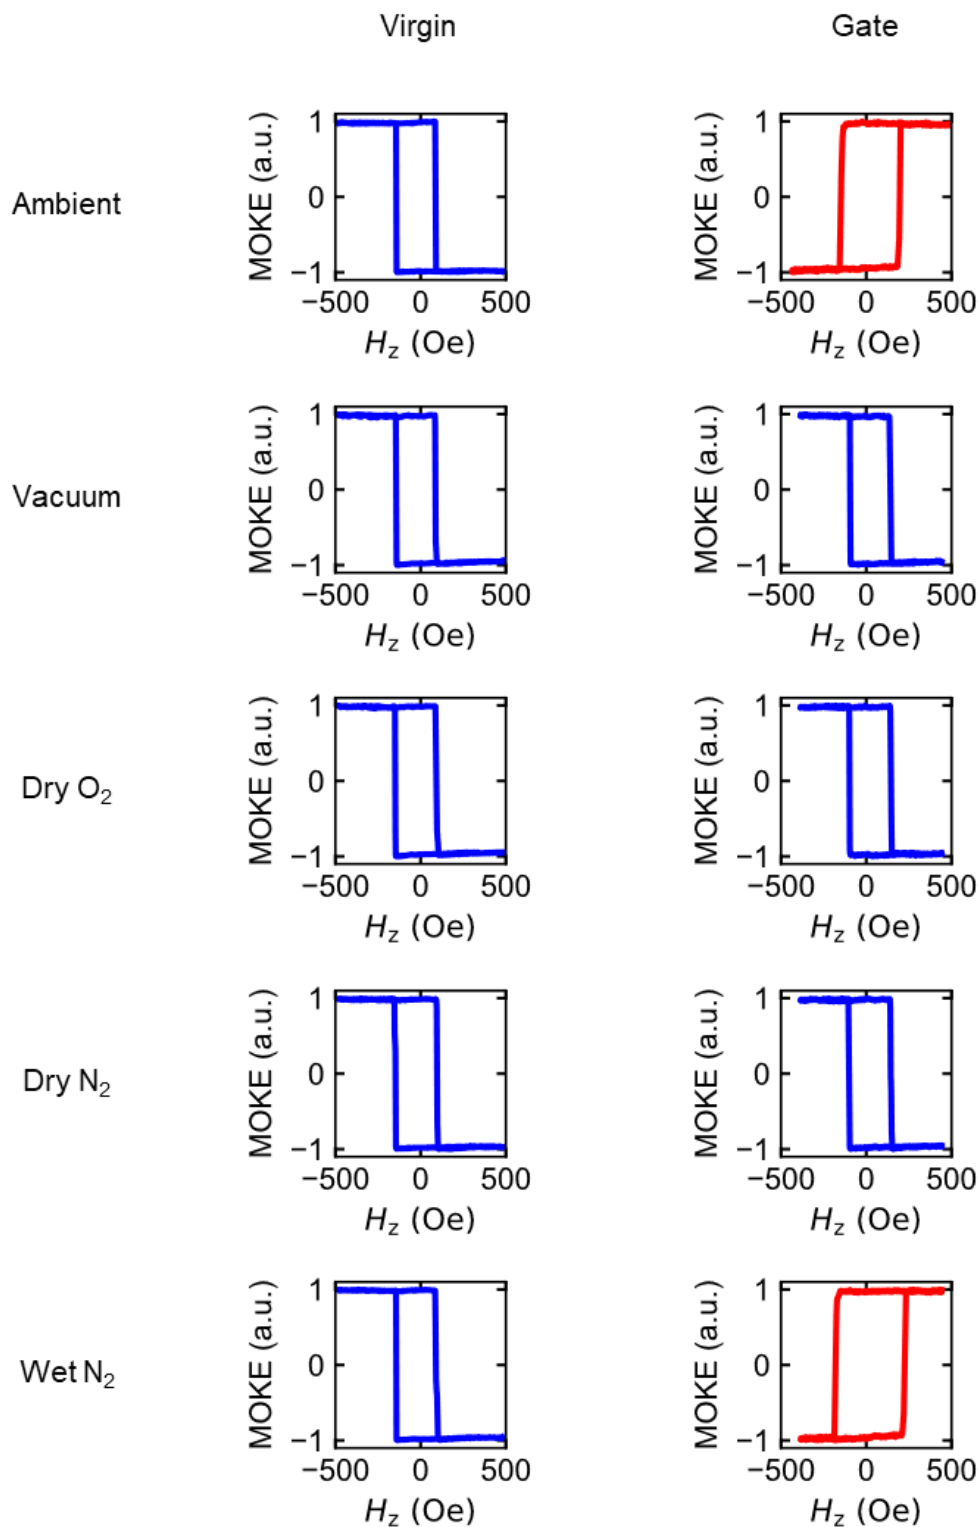 Virgin Gate
Ambient
MOKE (a.u.) 1 0 −1 −500 0 500 Hz (Oe)
MOKE (a.u.) 1 0 −1 −500 0 500 Hz (Oe)
Vacuum
MOKE (a.u.) 1 0 −1 −500 0 500 Hz (Oe)
MOKE (a.u.) 1 0 −1 −500 0 500 Hz (Oe)
Dry O₂
MOKE (a.u.) 1 0 −1 −500 0 500 Hz (Oe)
MOKE (a.u.) 1 0 −1 −500 0 500 Hz (Oe)
Dry N₂
MOKE (a.u.) 1 0 −1 −500 0 500 Hz (Oe)
MOKE (a.u.) 1 0 −1 −500 0 500 Hz (Oe)
Wet N₂
MOKE (a.u.) 1 0 −1 −500 0 500 Hz (Oe)
MOKE (a.u.) 1 0 −1 −500 0 500 Hz (Oe)